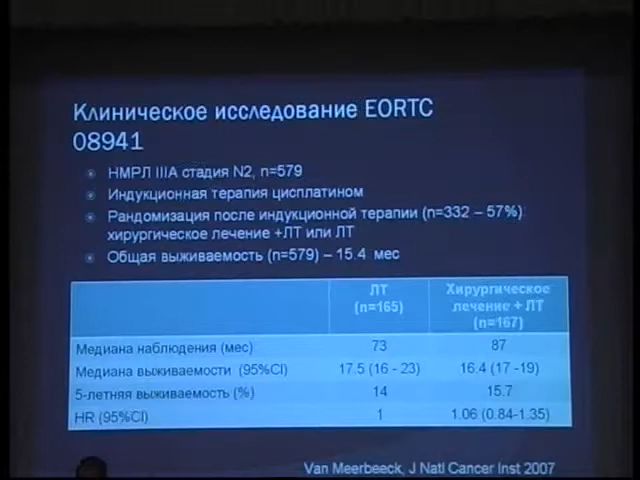 Клиническое исследование EORTC
08941
НМРЛ IIIA стадия N2, n=579
Индукционная терапия цисплатином
Рандомизация после индукционной терапии (n=332 – 57%):
хирургическое лечение +ЛТ или ЛТ
Общая выживаемость (n=579) – 15.4 мес
ЛТ
(n=165)
Хирургическое
лечение + ЛТ
(n=167)
Медиана наблюдения (мес) 73 87
Медиана выживаемости (95%CI) 17.5 (16 - 23) 16.4 (17 -19)
5-летняя выживаемость (%) 14 15.7
HR (95%CI) 1 1.06 (0.84-1.35)
Van Meerbeeck, J Natl Cancer Inst 2007